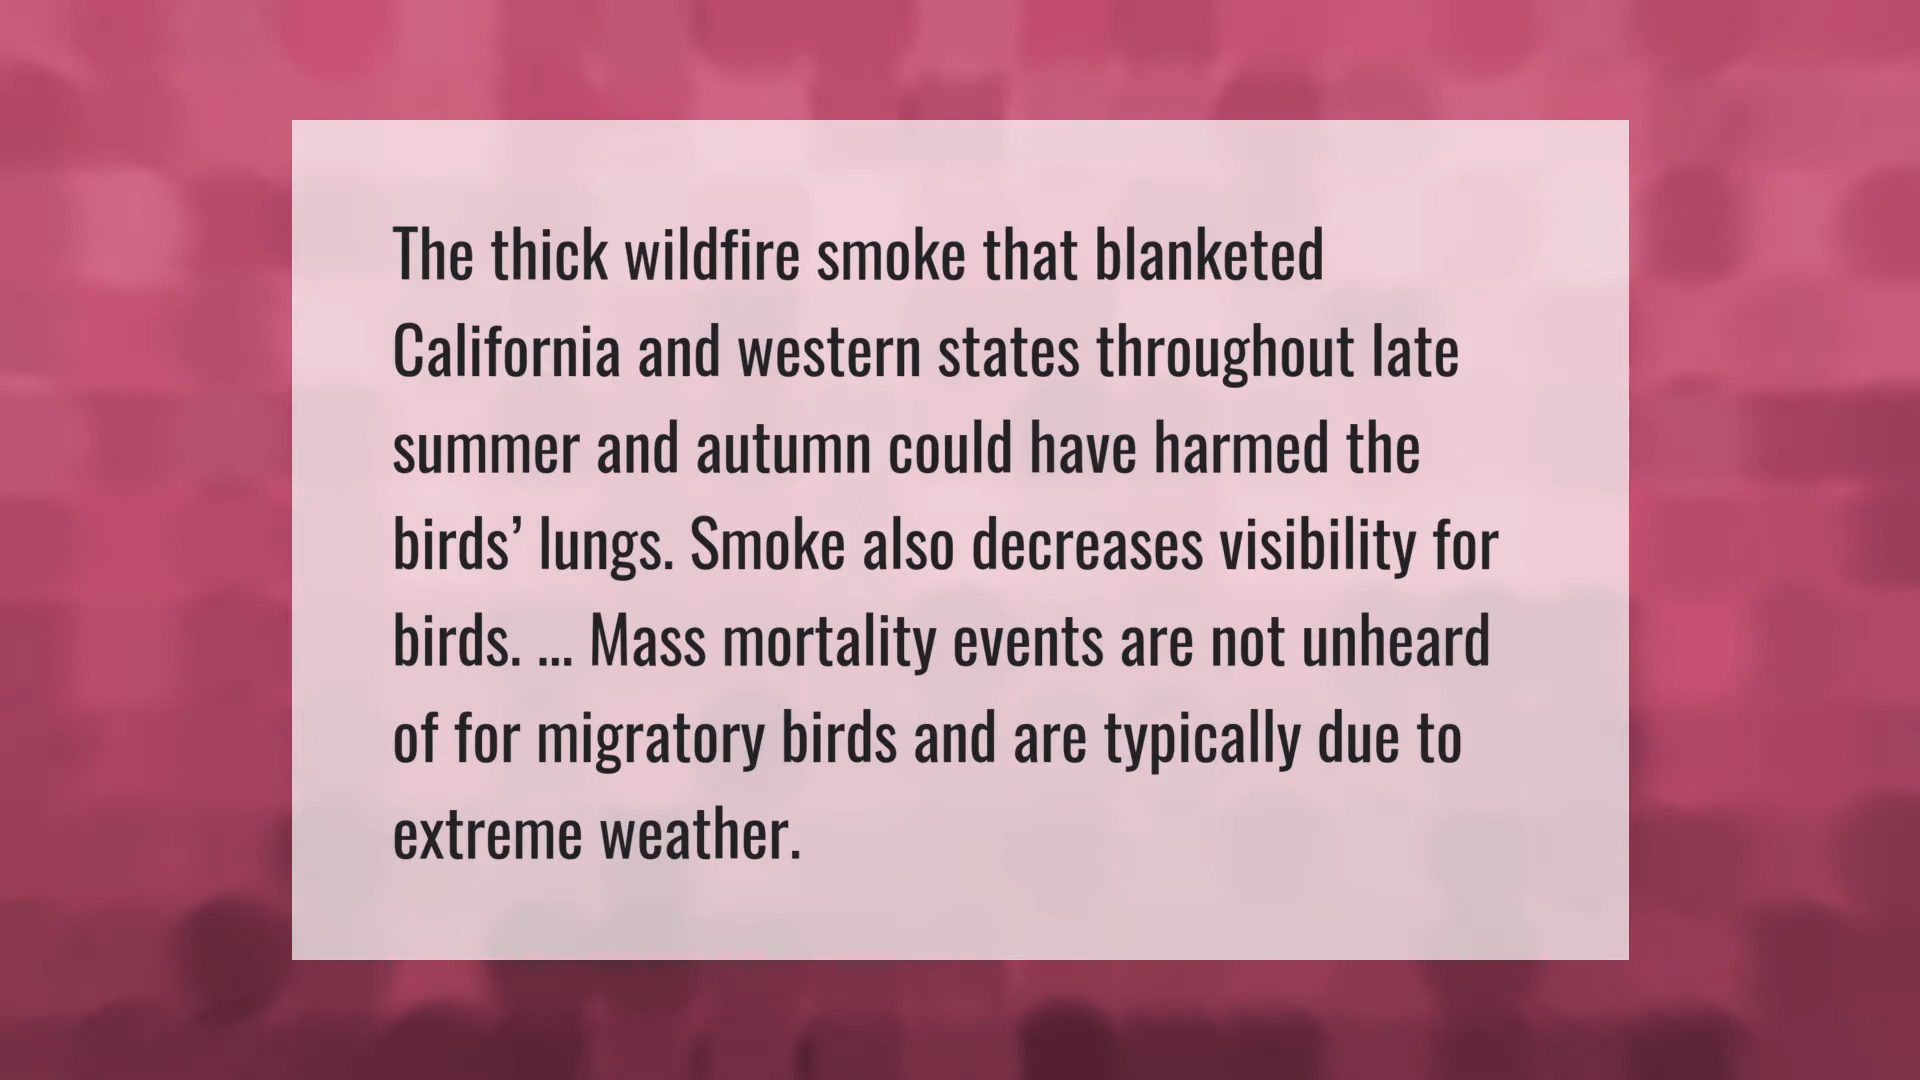 The thick wildfire smoke that blanketed
California and western states throughout late
summer and autumn could have harmed the
birds’ lungs. Smoke also decreases visibility for
birds. ... Mass mortality events are not unheard
of for migratory birds and are typically due to
extreme weather.